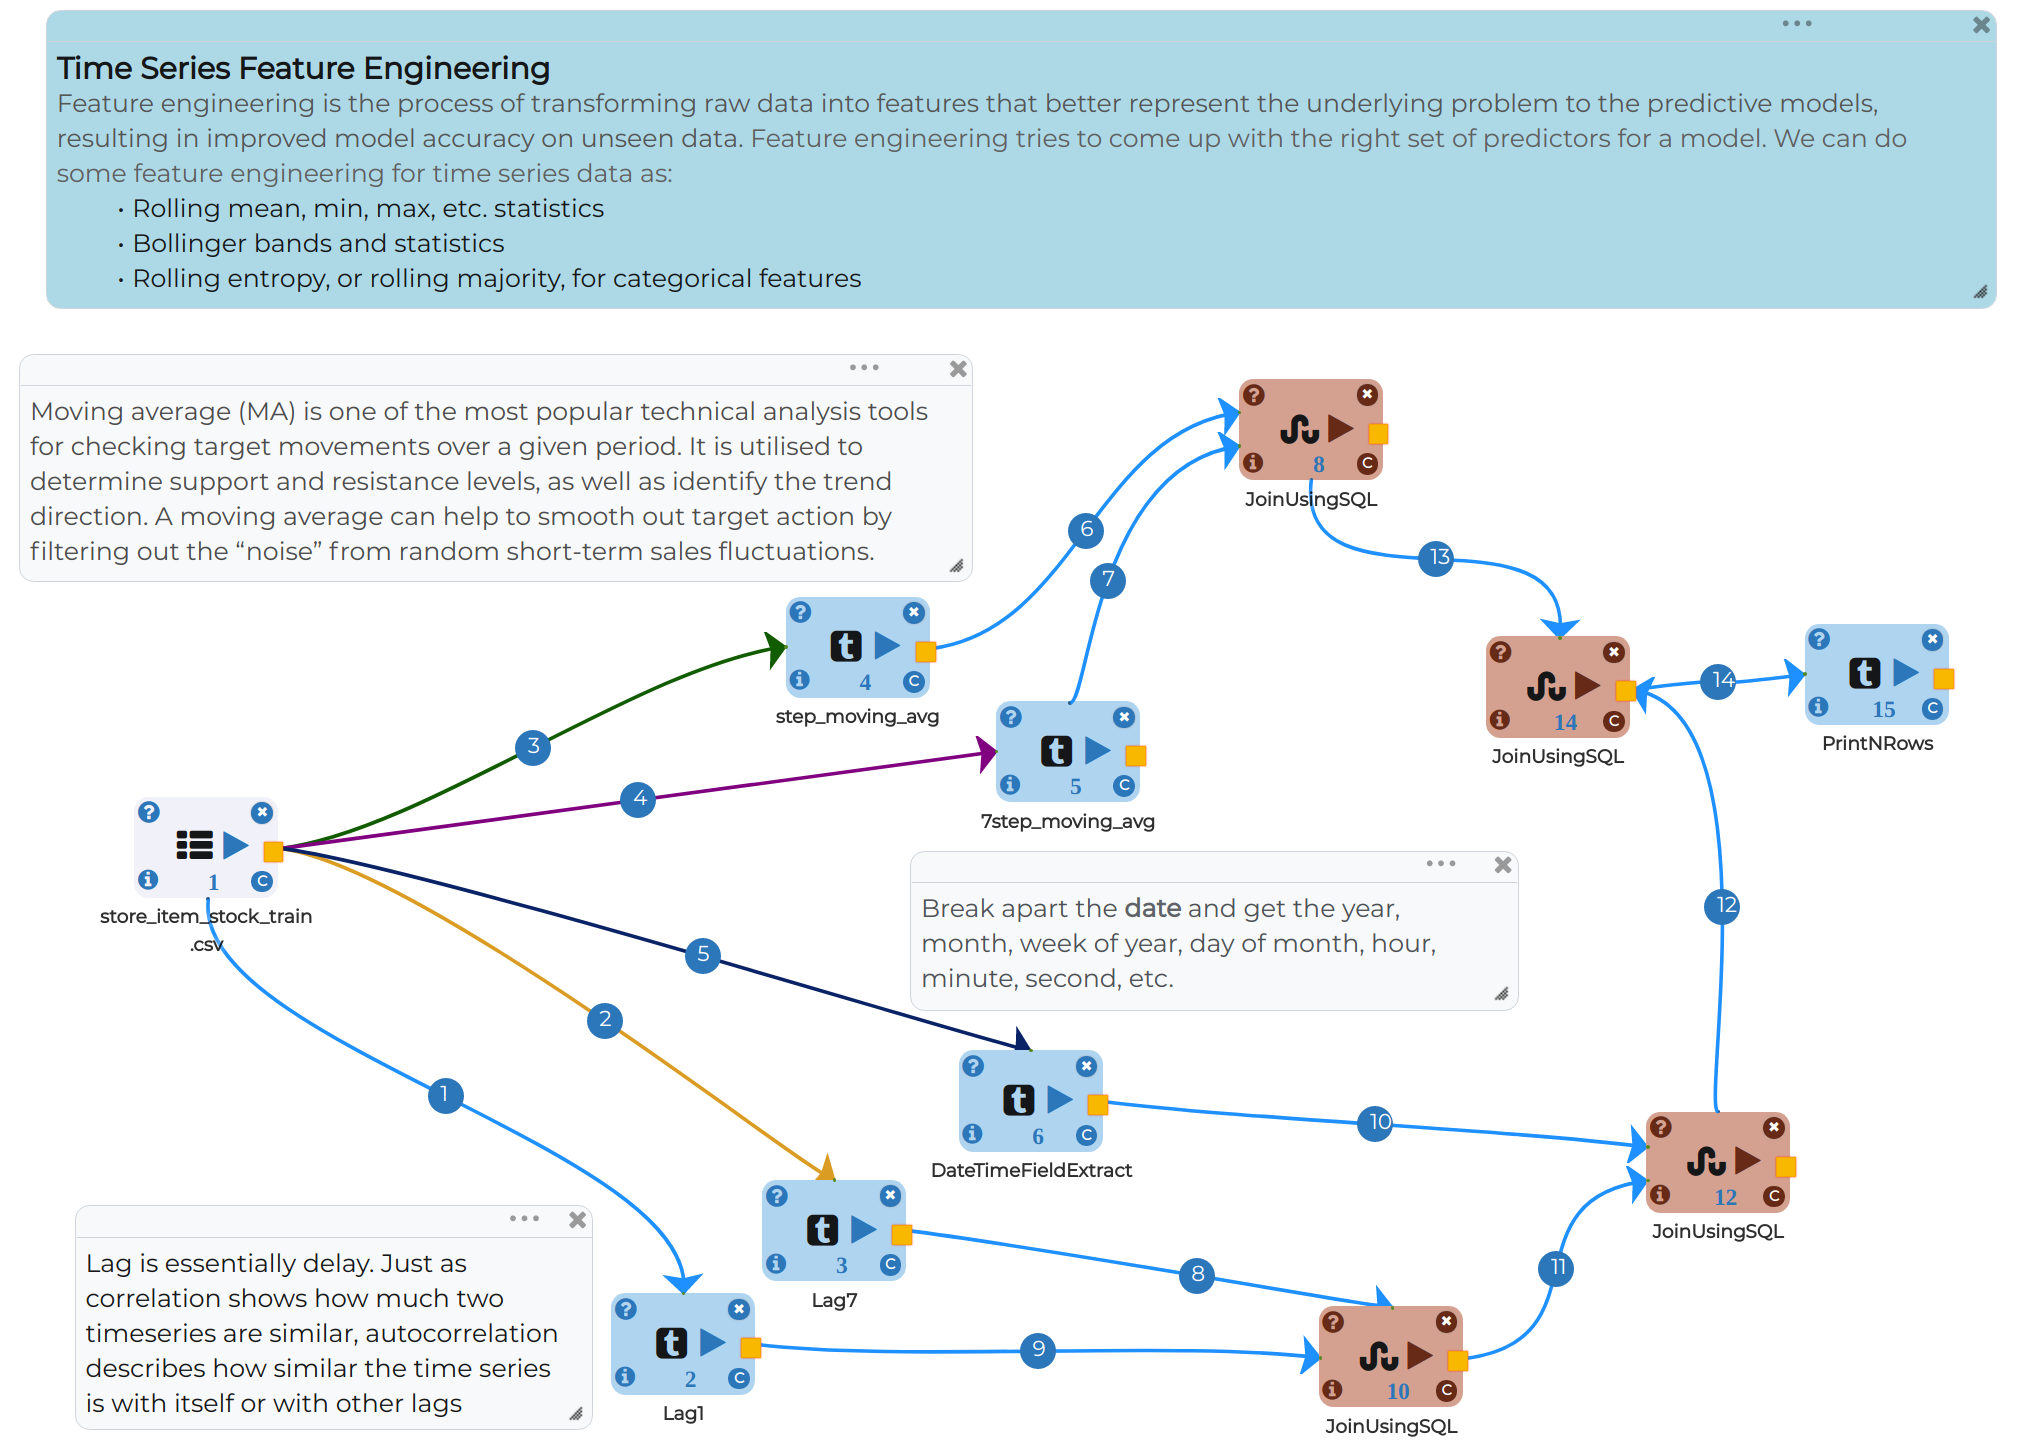 Time Series Feature Engineering
Feature engineering is the process of transforming raw data into features that better represent the underlying problem to the predictive models,
resulting in improved model accuracy on unseen data. Feature engineering tries to come up with the right set of predictors for a model. We can do
some feature engineering for time series data as:
• Rolling mean, min, max, etc. statistics
• Bollinger bands and statistics
• Rolling entropy, or rolling majority, for categorical features
Moving average (MA) is one of the most popular technical analysis tools
for checking target movements over a given period. It is utilised to
determine support and resistance levels, as well as identify the trend
direction. A moving average can help to smooth out target action by
filtering out the “noise” from random short-term sales fluctuations.
8
JoinUsingSQL
6
7
13
4
step_moving_avg
14
JoinUsingSQL
14
15
PrintNRows
3
4
5
7step_moving_avg
1
store_item_stock_train
.csv
Break apart the date and get the year,
month, week of year, day of month, hour,
minute, second, etc.
12
5
2
1
6
DateTimeFieldExtract
10
12
JoinUsingSQL
Lag is essentially delay. Just as
correlation shows how much two
timeseries are similar, autocorrelation
describes how similar the time series
is with itself or with other lags
3
Lag7
8
11
2
Lag1
9
10
JoinUsingSQL